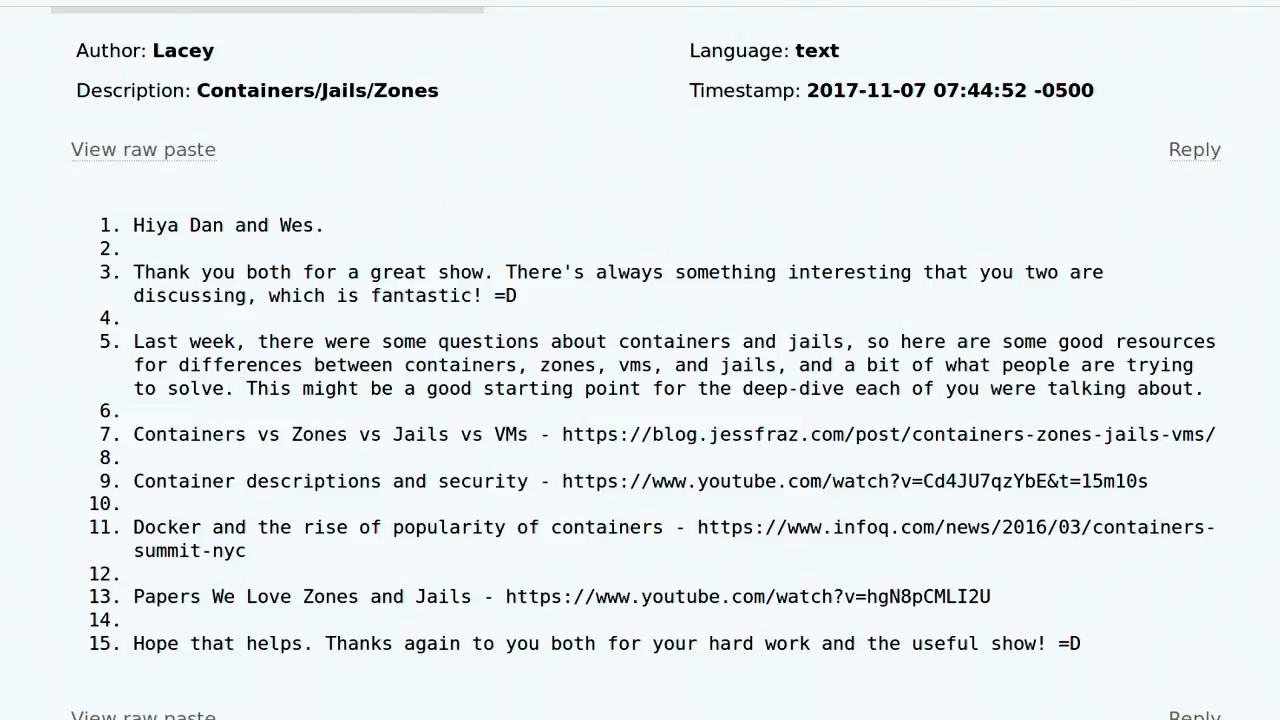 Author: Lacey
Language: text
Description: Containers/Jails/Zones
Timestamp: 2017-11-07 07:44:52 -0500
View raw paste
Reply
1. Hiya Dan and Wes.
2.
3. Thank you both for a great show. There's always something interesting that you two are
discussing, which is fantastic! =D
4.
5. Last week, there were some questions about containers and jails, so here are some good resources
for differences between containers, zones, vms, and jails, and a bit of what people are trying
to solve. This might be a good starting point for the deep-dive each of you were talking about.
6.
7. Containers vs Zones vs Jails vs VMs - https://blog.jessfraz.com/post/containers-zones-jails-vms/
8.
9. Container descriptions and security - https://www.youtube.com/watch?v=Cd4JU7qzYbE&t=15m10s
10.
11. Docker and the rise of popularity of containers - https://www.infoq.com/news/2016/03/containers-
summit-nyc
12.
13. Papers We Love Zones and Jails - https://www.youtube.com/watch?v=hgN8pCMLI2U
14.
15. Hope that helps. Thanks again to you both for your hard work and the useful show! =D
View raw paste
Reply